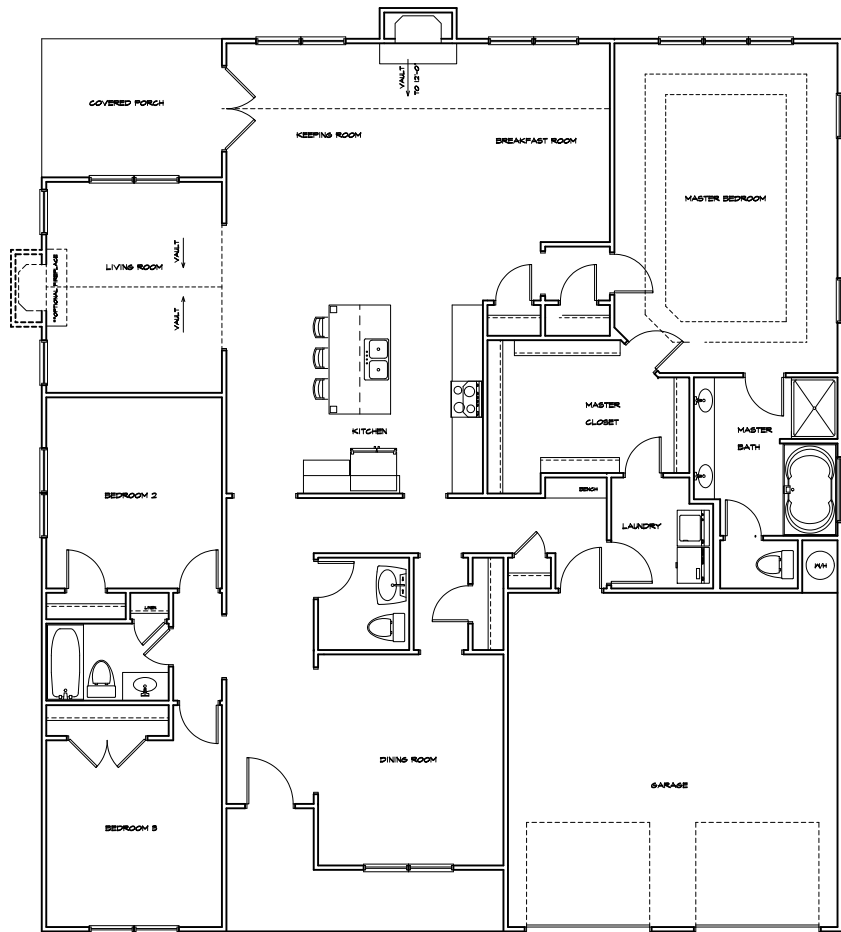 VAULT
TO 12'-0"
COVERED PORCH
KEEPING ROOM
BREAKFAST ROOM
MASTER BEDROOM
VAULT
LIVING ROOM
*OPTIONAL FIREPLACE
VAULT
MASTER
CLOSET
KITCHEN
MASTER
BATH
BEDROOM 2
BENCH
LAUNDRY
W/H
LINEN
DINING ROOM
GARAGE
BEDROOM 3